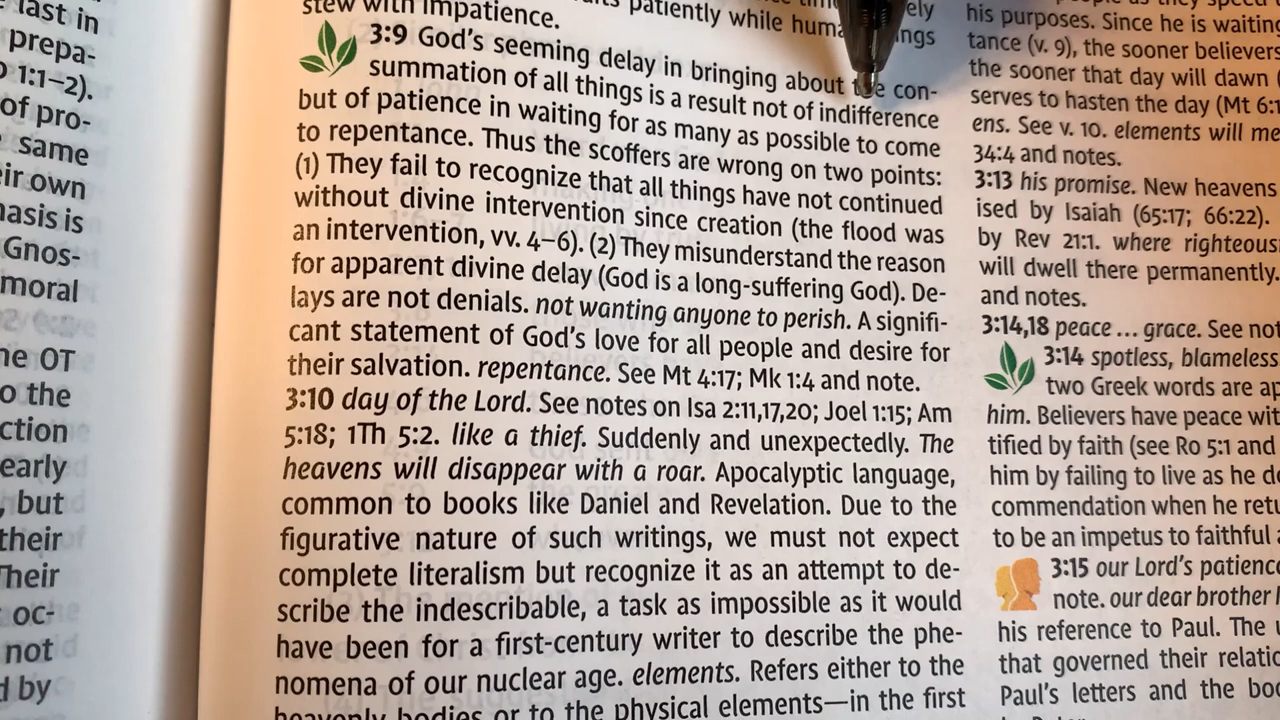 last in
prepa-
1:1–2).
of pro-
same
own
is
Gnos-
moral
OT
the
early
, but
their
Their
oc-
not
by
stew with impatience.
patiently while
3:9 God's seeming delay in bringing about the con-
summation of all things is a result not of indifference
but of patience in waiting for as many as possible to come
to repentance. Thus the scoffers are wrong on two points:
(1) They fail to recognize that all things have not continued
without divine intervention since creation (the flood was
an intervention, vv. 4–6). (2) They misunderstand the reason
for apparent divine delay (God is a long-suffering God). De-
lays are not denials. not wanting anyone to perish. A signifi-
cant statement of God's love for all people and desire for
their salvation. repentance. See Mt 4:17; Mk 1:4 and note.
3:10 day of the Lord. See notes on Isa 2:11,17,20; Joel 1:15; Am
5:18; 1Th 5:2. like a thief. Suddenly and unexpectedly. The
heavens will disappear with a roar. Apocalyptic language,
common to books like Daniel and Revelation. Due to the
figurative nature of such writings, we must not expect
complete literalism but recognize it as an attempt to de-
scribe the indescribable, a task as impossible as it would
have been for a first-century writer to describe the phe-
nomena of our nuclear age. elements. Refers either to the
heavenly bodies or to the physical elements—in the first
his purposes. Since he is waiting
tance (v. 9), the sooner believers
the sooner that day will dawn
serves to hasten the day (Mt 6:1
ens. See v. 10. elements will me
34:4 and notes.
3:13 his promise. New heavens
ised by Isaiah (65:17; 66:22).
by Rev 21:1. where righteous
will dwell there permanently.
and notes.
3:14,18 peace ... grace. See not
3:14 spotless, blameless
two Greek words are ap
him. Believers have peace wit
tified by faith (see Ro 5:1 and
him by failing to live as he de
commendation when he retu
to be an impetus to faithful
3:15 our Lord's patience
note. our dear brother
his reference to Paul. The
that governed their relatio
Paul's letters and the boo